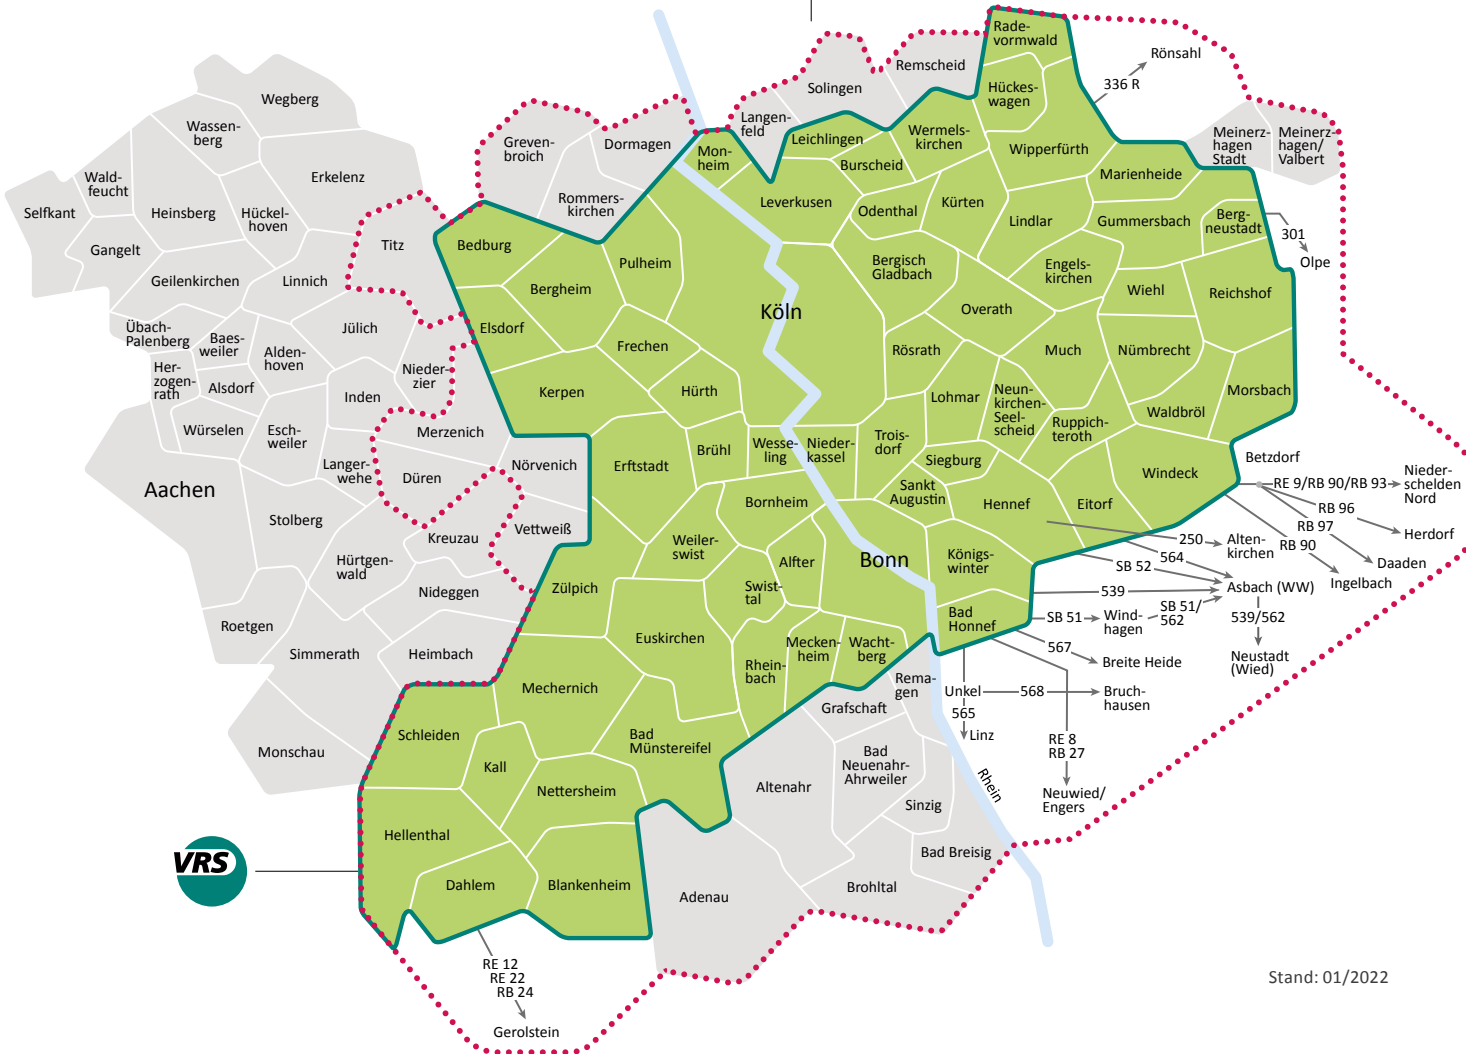 Rade-
vormwald
Rönsahl
336 R
Remscheid
Solingen
Hückes-
wagen
Wegberg
Wassen-
berg
Langen-
feld
Leichlingen
Wermels-
kirchen
Meinerz-
hagen
Stadt
Meinerz-
hagen/
Valbert
Greven-
broich
Dormagen
Mon-
heim
Burscheid
Wipperfürth
Marienheide
Wald-
feucht
Erkelenz
Selfkant
Heinsberg
Hückel-
hoven
Rommers-
kirchen
Leverkusen
Odenthal
Kürten
Lindlar
Gummersbach
Berg-
neustadt
301
Olpe
Gangelt
Titz
Bedburg
Pulheim
Bergisch
Gladbach
Engels-
kirchen
Geilenkirchen
Linnich
Bergheim
Wiehl
Reichshof
Köln
Overath
Übach-
Palenberg
Baes-
weiler
Alden-
hoven
Jülich
Elsdorf
Frechen
Rösrath
Much
Nümbrecht
Her-
zogen-
rath
Alsdorf
Inden
Nieder-
zier
Kerpen
Hürth
Lohmar
Neun-
kirchen-
Seel-
scheid
Morsbach
Waldbröl
Würselen
Esch-
weiler
Merzenich
Ruppich-
teroth
Langer-
wehe
Düren
Nörvenich
Erftstadt
Brühl
Wesse-
ling
Nieder-
kassel
Trois-
dorf
Siegburg
Windeck
Betzdorf
RE 9/RB 90/RB 93
Nieder-
schelden
Nord
Aachen
Sankt
Augustin
Hennef
Eitorf
RB 96
Herdorf
RB 97
Daaden
RB 90
Ingelbach
Stolberg
Bornheim
Kreuzau
Vettweiß
Weiler-
swist
250
Alten-
kirchen
564
SB 52
Hürtgen-
wald
Alfter
Bonn
Königs-
winter
Nideggen
Zülpich
Swist-
tal
539
Asbach (WW)
Roetgen
Bad
Honnef
SB 51
Wind-
hagen
SB 51/
562
539/562
Neustadt
(Wied)
Simmerath
Heimbach
Euskirchen
Mecken-
heim
Wacht-
berg
567
Breite Heide
Rhein-
bach
Mechernich
Rema-
gen
Unkel
568
Bruch-
hausen
565
Linz
Grafschaft
Schleiden
Bad
Münstereifel
Monschau
Kall
Bad
Neuenahr-
Ahrweiler
RE 8
RB 27
Neuwied/
Engers
Nettersheim
Altenahr
Sinzig
Rhein
Hellenthal
VRS
Bad Breisig
Dahlem
Blankenheim
Adenau
Brohltal
RE 12
RE 22
RB 24
Gerolstein
Stand: 01/2022